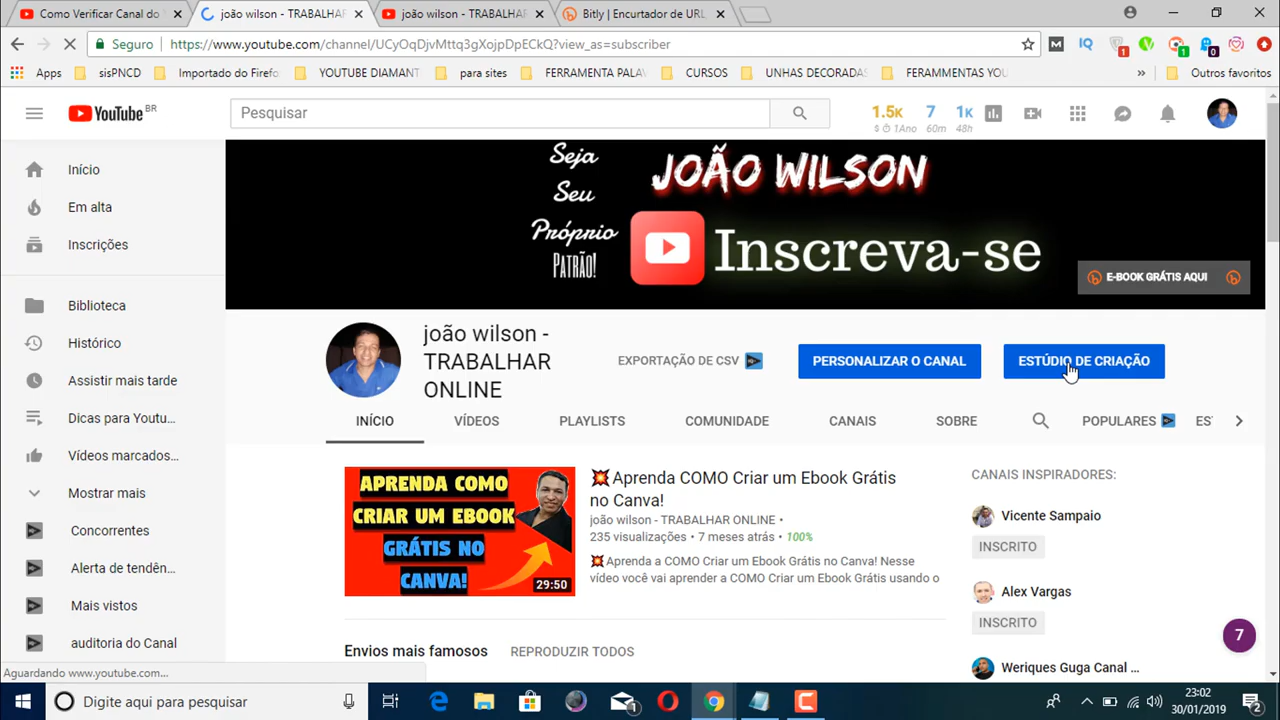 Como Verificar Canal do
joão wilson - TRABALHAR
joão wilson - TRABALHAR
Bitly | Encurtador de URL
Seguro
https://www.youtube.com/channel/UCyOeDjvMttq3gXojpDpECkQ?view_as=subscriber
Apps
sisPNCD
Importado do Firefo
YOUTUBE DIAMANT
para sites
FERRAMENTA PALA
CURSOS
UNHAS DECORADAS
FERAMMENTAS YOU
»
Outros favoritos
YouTube BR
Pesquisar
1.5K
$ 1Ano
7
60m
1K
48h
Início
Em alta
Inscrições
Biblioteca
Histórico
Assistir mais tarde
Dicas para Youtu...
Vídeos marcados...
Mostrar mais
Concorrentes
Alerta de tendên...
Mais vistos
auditoria do Canal
Seja
Seu
Próprio
PATRÃO!
JOÃO WILSON
Inscreva-se
E-BOOK GRÁTIS AQUI
joão wilson -
TRABALHAR
ONLINE
EXPORTAÇÃO DE CSV
PERSONALIZAR O CANAL
ESTÚDIO DE CRIAÇÃO
INÍCIO
VÍDEOS
PLAYLISTS
COMUNIDADE
CANAIS
SOBRE
POPULARES
ES
APRENDA COMO
CRIAR UM EBOOK
GRÁTIS NO
CANVA!
29:50
💥Aprenda COMO Criar um Ebook Grátis
no Canva!
joão wilson - TRABALHAR ONLINE •
235 visualizações • 7 meses atrás • 100%
💥Aprenda a COMO Criar um Ebook Grátis no Canva! Nesse
vídeo você vai aprender a COMO Criar um Ebook Grátis usando o
CANAIS INSPIRADORES:
Vicente Sampaio
INSCRITO
Alex Vargas
INSCRITO
Weriques Guga Canal ...
7
Envios mais famosos
REPRODUZIR TODOS
Aguardando www.youtube.com...
Digite aqui para pesquisar
1
23:02
30/01/2019
2